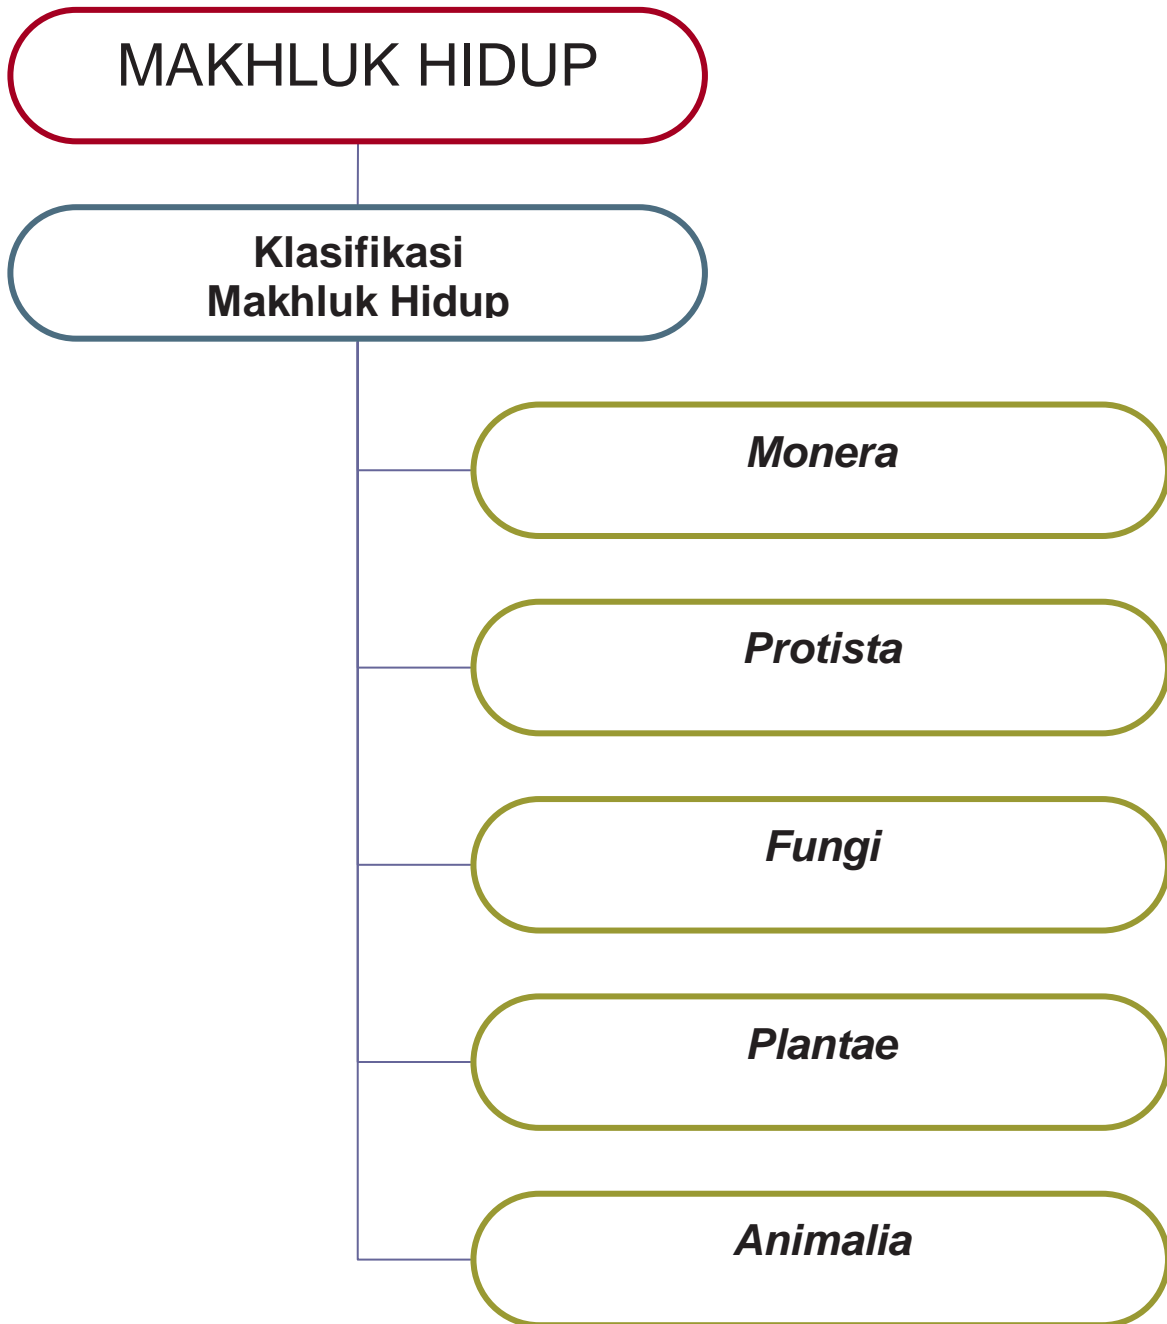 MAKHLUK HIDUP
Klasifikasi
Makhluk Hidup
Monera
Protista
Fungi
Plantae
Animalia